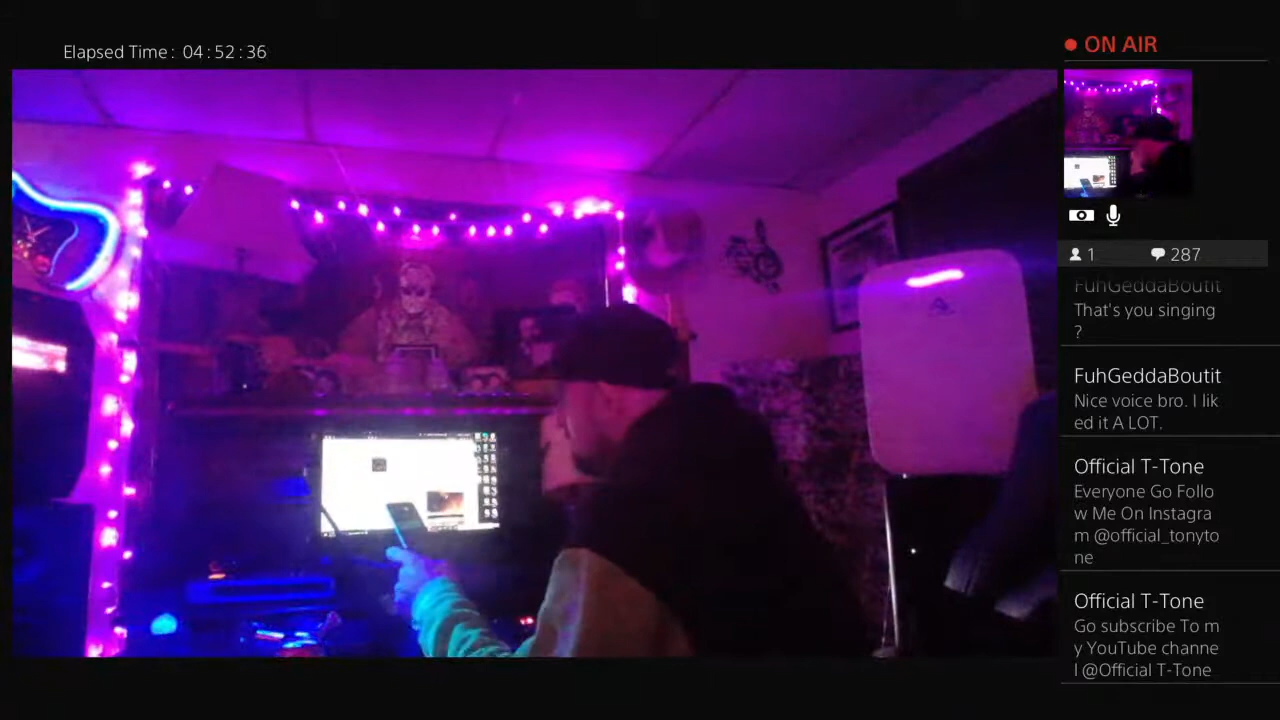 Elapsed Time: 04:52:36
ON AIR
1 287
FuhGeddaBoutit
That's you singing
?
FuhGeddaBoutit
Nice voice bro. I lik
ed it A LOT.
Official T-Tone
Everyone Go Follo
w Me On Instagra
m @official_tonyto
ne
Official T-Tone
Go subscribe To m
y YouTube channe
l @Official T-Tone